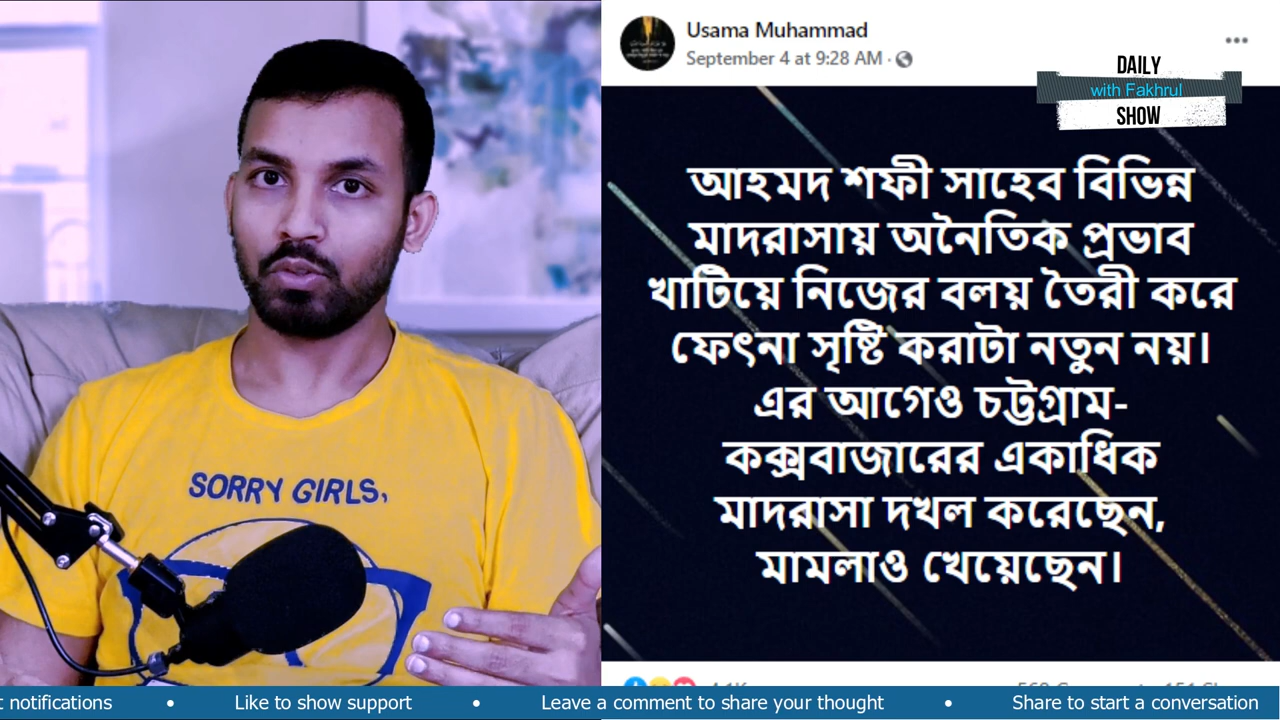 SORRY GIRLS,
Usama Muhammad
September 4 at 9:28 AM ·
DAILY
with Fakhrul
SHOW
আহমদ শফী সাহেব বিভিন্ন
মাদরাসায় অনৈতিক প্রভাব
খাটিয়ে নিজের বলয় তৈরী করে
ফেৎনা সৃষ্টি করাটা নতুন নয়।
এর আগেও চট্টগ্রাম-
কক্সবাজারের একাধিক
মাদরাসা দখল করেছেন,
মামলাও খেয়েছেন।
notifications • Like to show support • Leave a comment to share your thought • Share to start a conversation